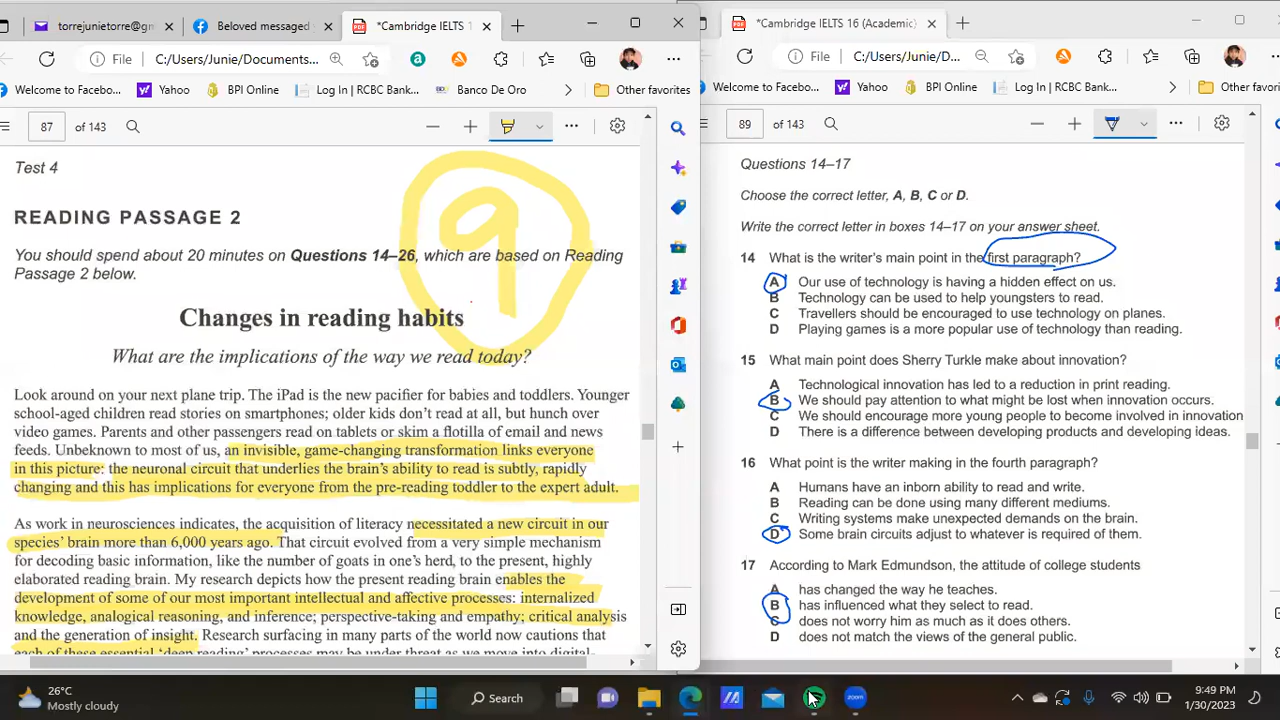 torrejunietorre@gm
Beloved messaged
*Cambridge IELTS 1
File
C:/Users/Junie/Documents...
Welcome to Facebo...
Yahoo
BPI Online
Log In | RCBC Bank...
Banco De Oro
Other favorites
87 of 143
Test 4
9
READING PASSAGE 2
You should spend about 20 minutes on Questions 14–26, which are based on Reading
Passage 2 below.
Changes in reading habits
What are the implications of the way we read today?
Look around on your next plane trip. The iPad is the new pacifier for babies and toddlers. Younger
school-aged children read stories on smartphones; older kids don't read at all, but hunch over
video games. Parents and other passengers read on tablets or skim a flotilla of email and news
feeds. Unbeknown to most of us, an invisible, game-changing transformation links everyone
in this picture: the neuronal circuit that underlies the brain's ability to read is subtly, rapidly
changing and this has implications for everyone from the pre-reading toddler to the expert adult.
As work in neurosciences indicates, the acquisition of literacy necessitated a new circuit in our
species' brain more than 6,000 years ago. That circuit evolved from a very simple mechanism
for decoding basic information, like the number of goats in one's herd, to the present, highly
elaborated reading brain. My research depicts how the present reading brain enables the
development of some of our most important intellectual and affective processes: internalized
knowledge, analogical reasoning, and inference; perspective-taking and empathy; critical analysis
and the generation of insight. Research surfacing in many parts of the world now cautions that
each of these essential 'deep reading' processes may be under threat as we move into digital-
*Cambridge IELTS 16 (Academic)
File
C:/Users/Junie/D...
Welcome to Facebo...
Yahoo
BPI Online
Log In | RCBC Bank...
Other favor
89 of 143
Questions 14–17
Choose the correct letter, A, B, C or D.
Write the correct letter in boxes 14–17 on your answer sheet.
14 What is the writer's main point in the first paragraph?
A Our use of technology is having a hidden effect on us.
B Technology can be used to help youngsters to read.
C Travellers should be encouraged to use technology on planes.
D Playing games is a more popular use of technology than reading.
15 What main point does Sherry Turkle make about innovation?
A Technological innovation has led to a reduction in print reading.
B We should pay attention to what might be lost when innovation occurs.
C We should encourage more young people to become involved in innovation
D There is a difference between developing products and developing ideas.
16 What point is the writer making in the fourth paragraph?
A Humans have an inborn ability to read and write.
B Reading can be done using many different mediums.
C Writing systems make unexpected demands on the brain.
D Some brain circuits adjust to whatever is required of them.
17 According to Mark Edmundson, the attitude of college students
A has changed the way he teaches.
B has influenced what they select to read.
C does not worry him as much as it does others.
D does not match the views of the general public.
26°C
Mostly cloudy
Search
zoom
9:49 PM
1/30/2023